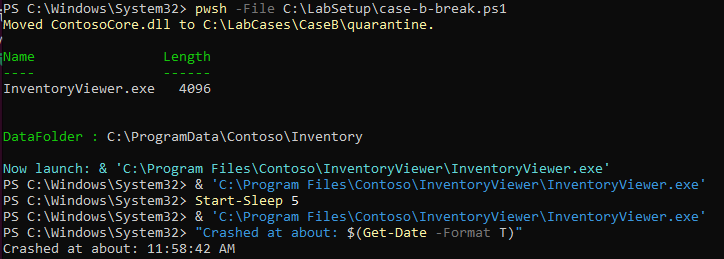 PS C:\Windows\System32> pwsh -File C:\LabSetup\case-b-break.ps1
Moved ContosoCore.dll to C:\LabCases\CaseB\quarantine.
Name Length
---- ------
InventoryViewer.exe 4096
DataFolder : C:\ProgramData\Contoso\Inventory
Now launch: & 'C:\Program Files\Contoso\InventoryViewer\InventoryViewer.exe'
PS C:\Windows\System32> & 'C:\Program Files\Contoso\InventoryViewer\InventoryViewer.exe'
PS C:\Windows\System32> Start-Sleep 5
PS C:\Windows\System32> & 'C:\Program Files\Contoso\InventoryViewer\InventoryViewer.exe'
PS C:\Windows\System32> "Crashed at about: $(Get-Date -Format T)"
Crashed at about: 11:58:42 AM